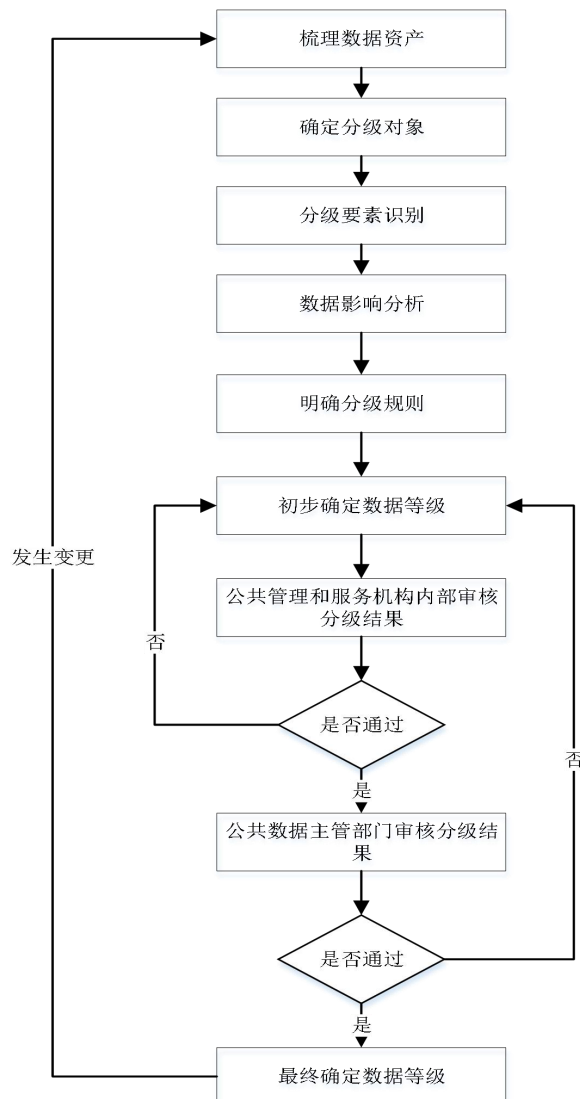 梳理数据资产
确定分级对象
分级要素识别
数据影响分析
明确分级规则
初步确定数据等级
发生变更
公共管理和服务机构内部审核
分级结果
否
是否通过
否
是
公共数据主管部门审核分级结
果
是否通过
是
最终确定数据等级